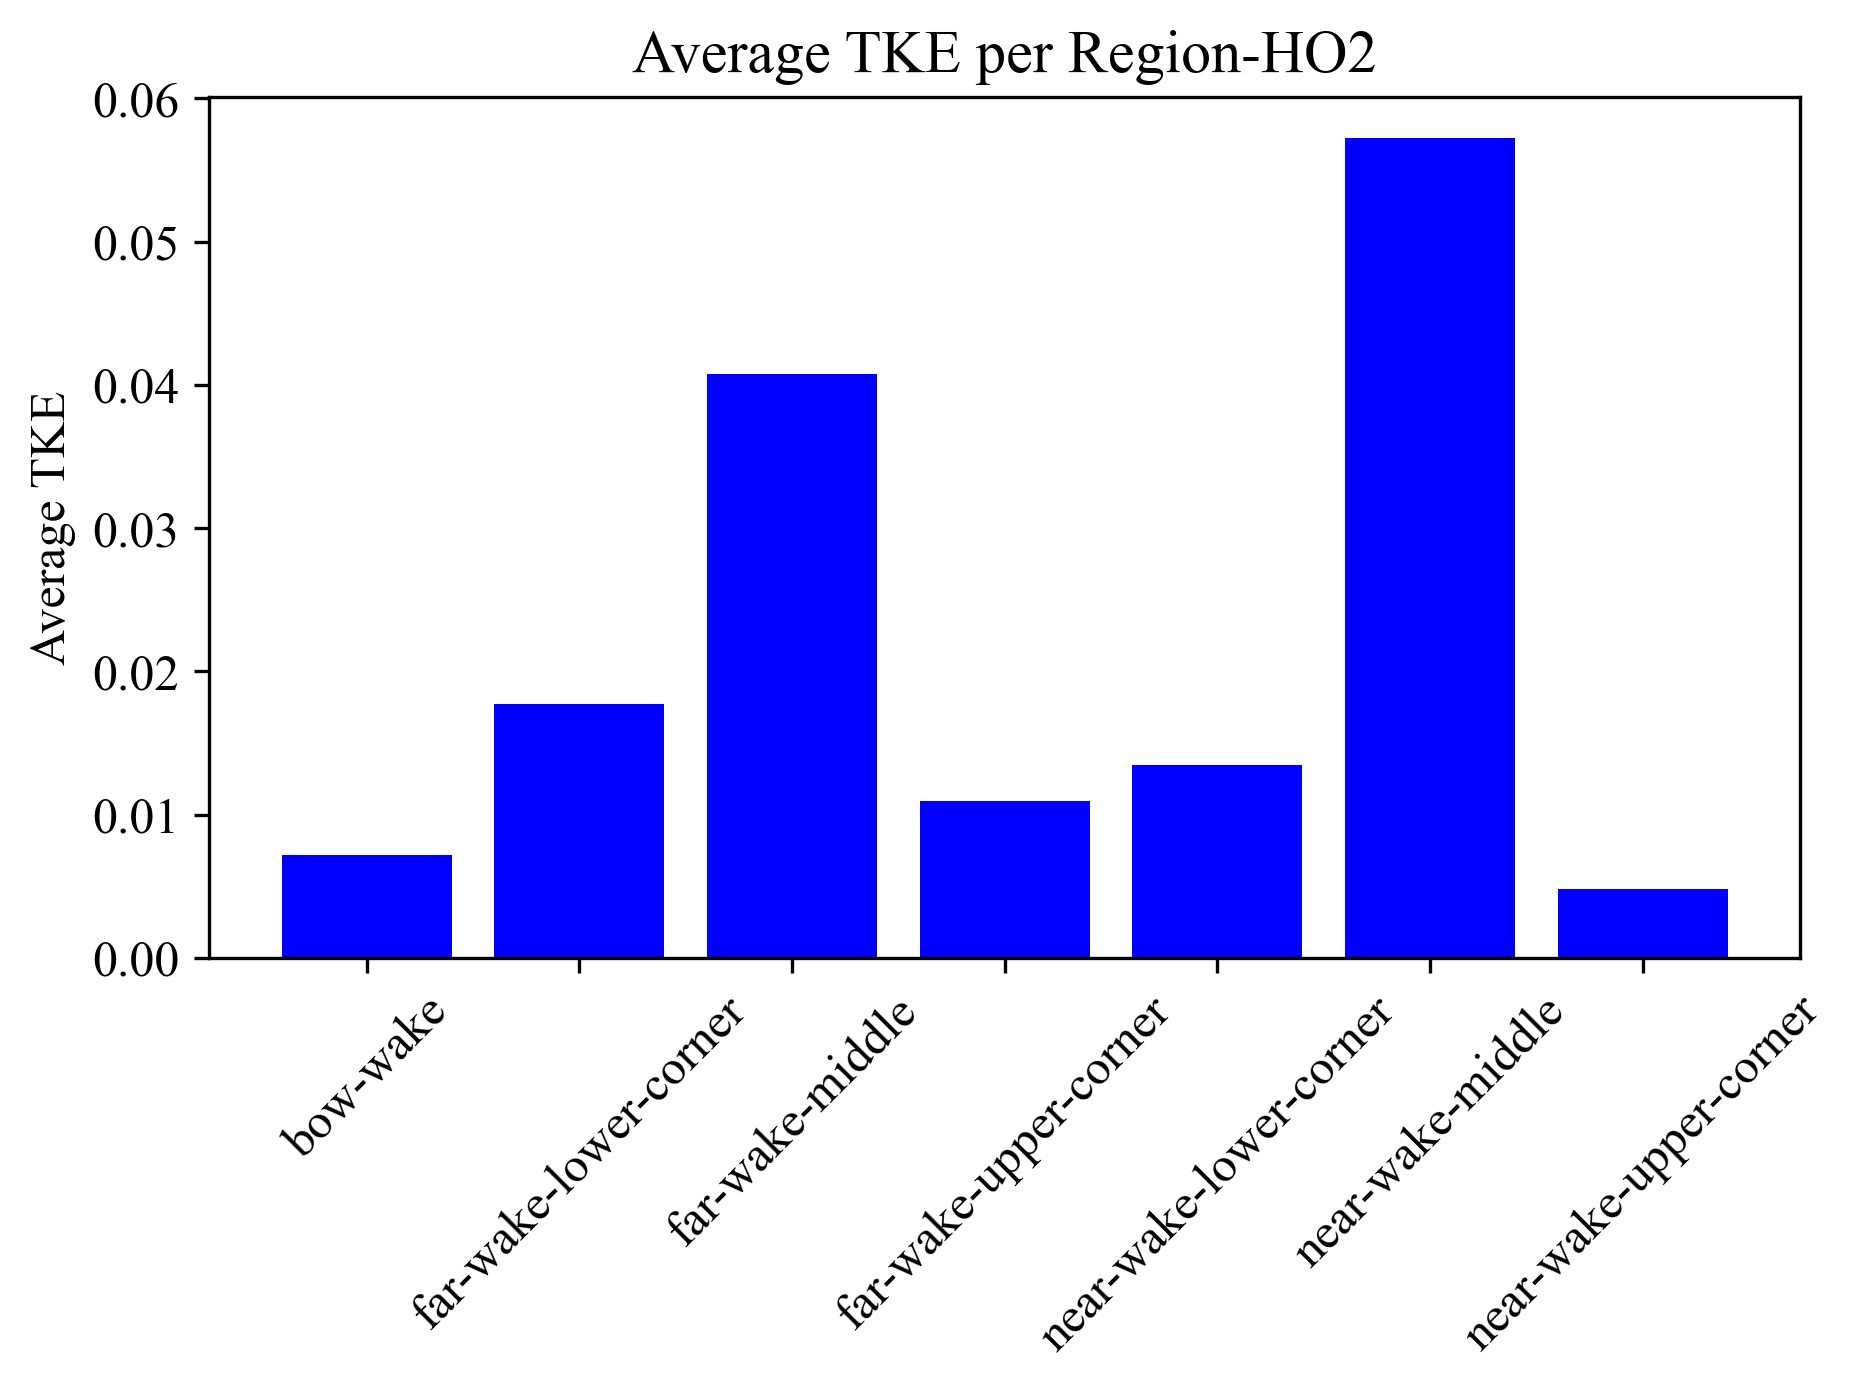 Average TKE per Region-HO2
Average TKE
0.06
0.05
0.04
0.03
0.02
0.01
0.00
bow-wake
far-wake-lower-corner
far-wake-middle
far-wake-upper-corner
near-wake-lower-corner
near-wake-middle
near-wake-upper-corner